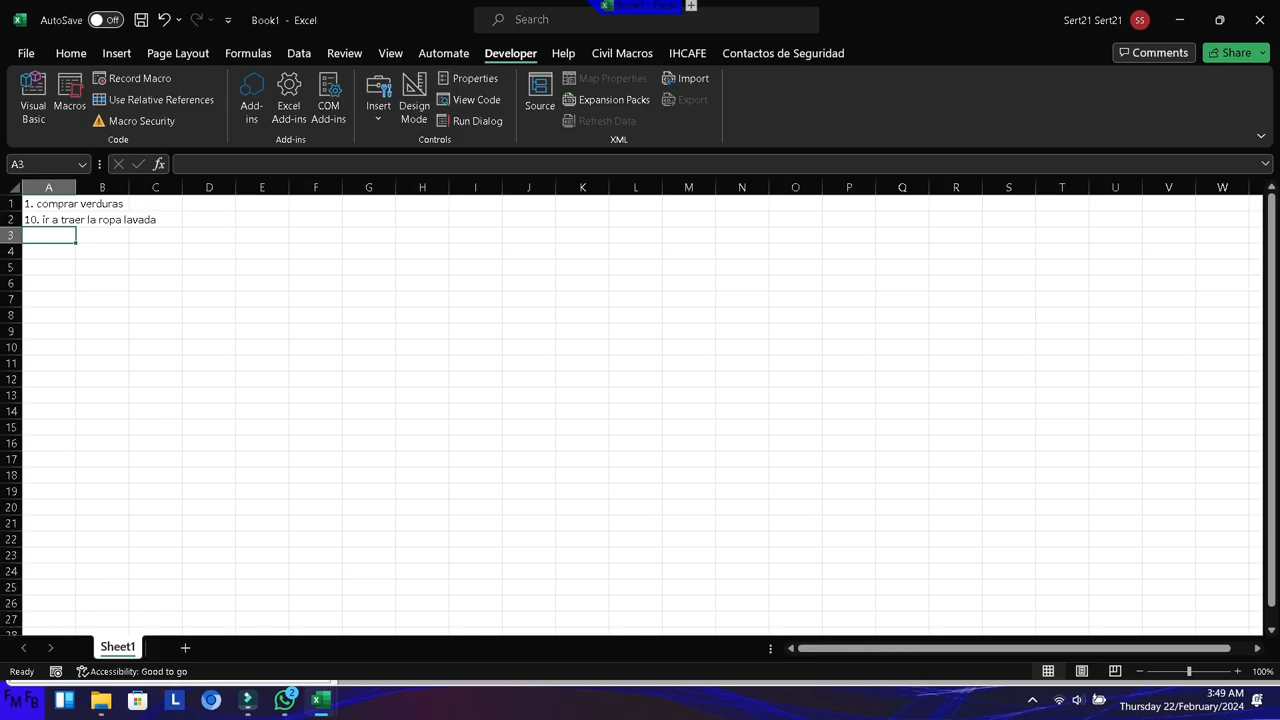 Book1 - Excel
AutoSave Off
Book1 - Excel
Search
Sert21 Sert21
SS
File Home Insert Page Layout Formulas Data Review View Automate Developer Help Civil Macros IHCAFE Contactos de Seguridad
Comments
Share
Visual Basic
Macros
Record Macro
Use Relative References
Macro Security
Code
Add-ins
Excel Add-ins
COM Add-ins
Add-ins
Insert
Design Mode
Properties
View Code
Run Dialog
Controls
Source
Map Properties
Expansion Packs
Refresh Data
Import
Export
XML
A3
fx
A B C D E F G H I J K L M N O P Q R S T U V W
1 1. comprar verduras
2 10. ir a traer la ropa lavada
3
4
5
6
7
8
9
10
11
12
13
14
15
16
17
18
19
20
21
22
23
24
25
26
27
28
Sheet1
Ready
Accessibility: Good to go
100%
FM FB
L
2
3:49 AM
Thursday 22/February/2024